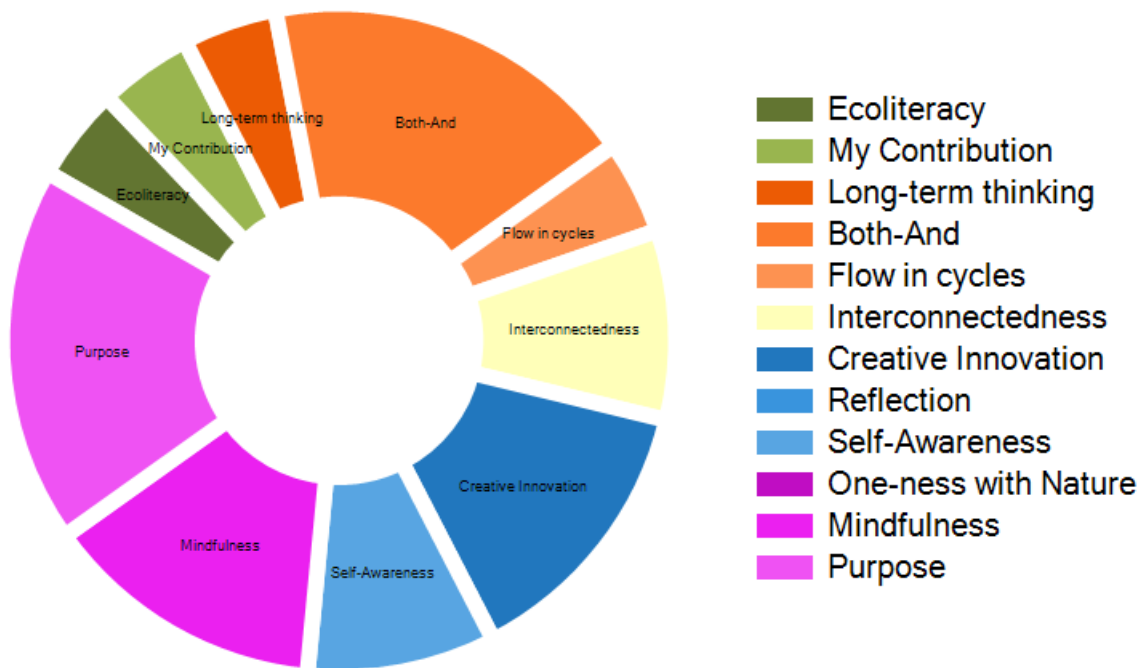 Long-term thinking
Both-And
My Contribution
Ecoliteracy
Flow in cycles
Interconnectedness
Purpose
Creative Innovation
Mindfulness
Self-Awareness
Ecoliteracy
My Contribution
Long-term thinking
Both-And
Flow in cycles
Interconnectedness
Creative Innovation
Reflection
Self-Awareness
One-ness with Nature
Mindfulness
Purpose